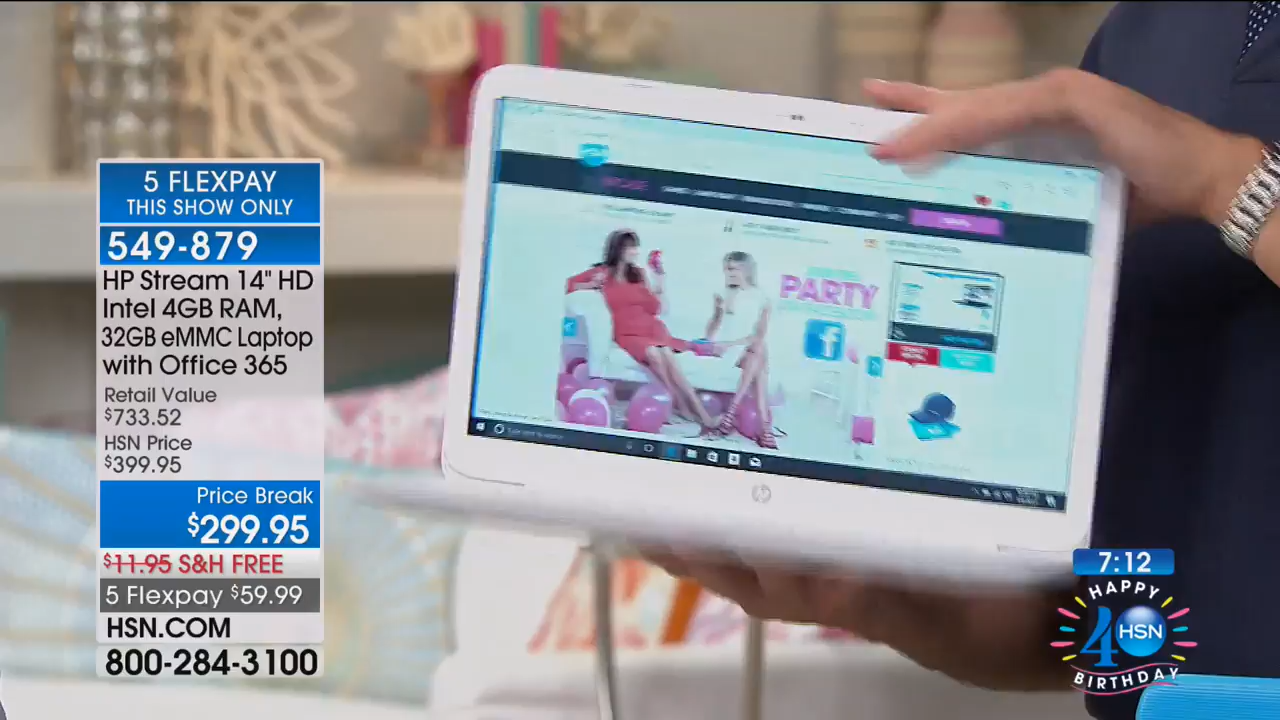 5 FLEXPAY
THIS SHOW ONLY
549-879
HP Stream 14" HD
Intel 4GB RAM,
32GB eMMC Laptop
with Office 365
Retail Value
$733.52
HSN Price
$399.95
Price Break
$299.95
$11.95 S&H FREE
5 Flexpay $59.99
HSN.COM
800-284-3100
PARTY
hp
7:12
HAPPY
40
HSN
BIRTHDAY